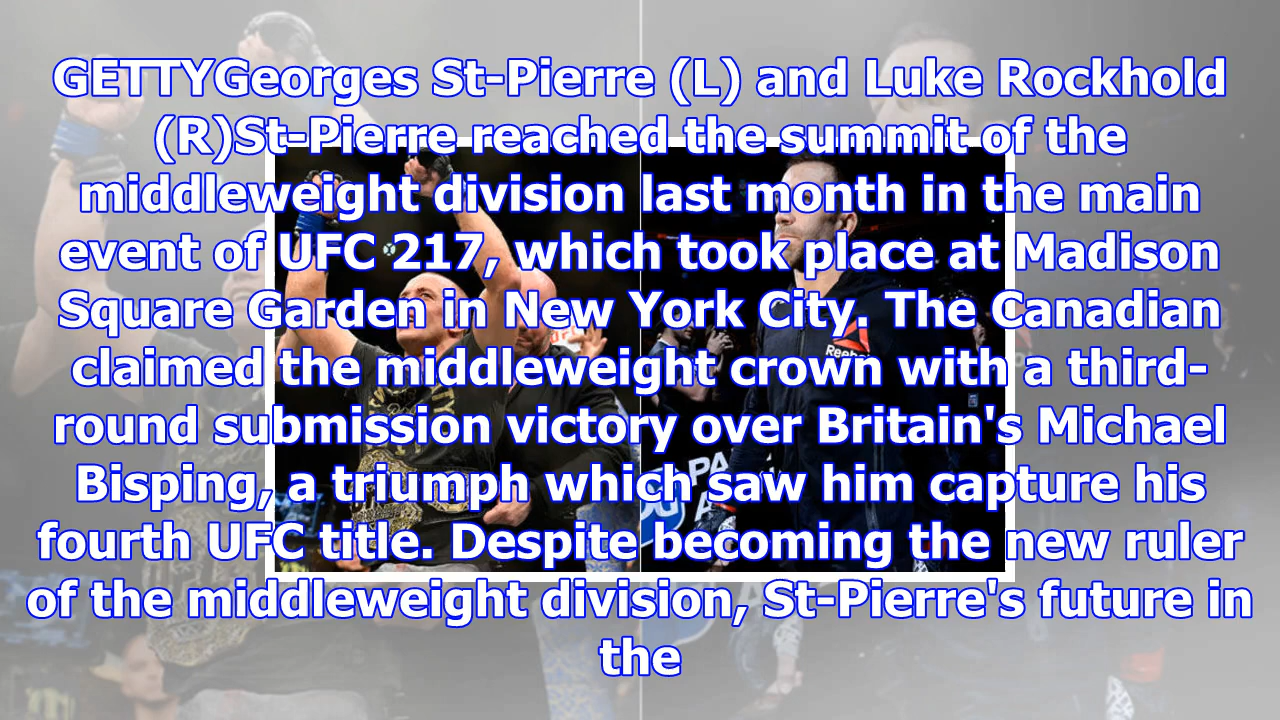 GETTYGeorges St-Pierre (L) and Luke Rockhold
(R)St-Pierre reached the summit of the
middleweight division last month in the main
event of UFC 217, which took place at Madison
Square Garden in New York City. The Canadian
claimed the middleweight crown with a third-
round submission victory over Britain's Michael
Bisping, a triumph which saw him capture his
fourth UFC title. Despite becoming the new ruler
of the middleweight division, St-Pierre's future in
the